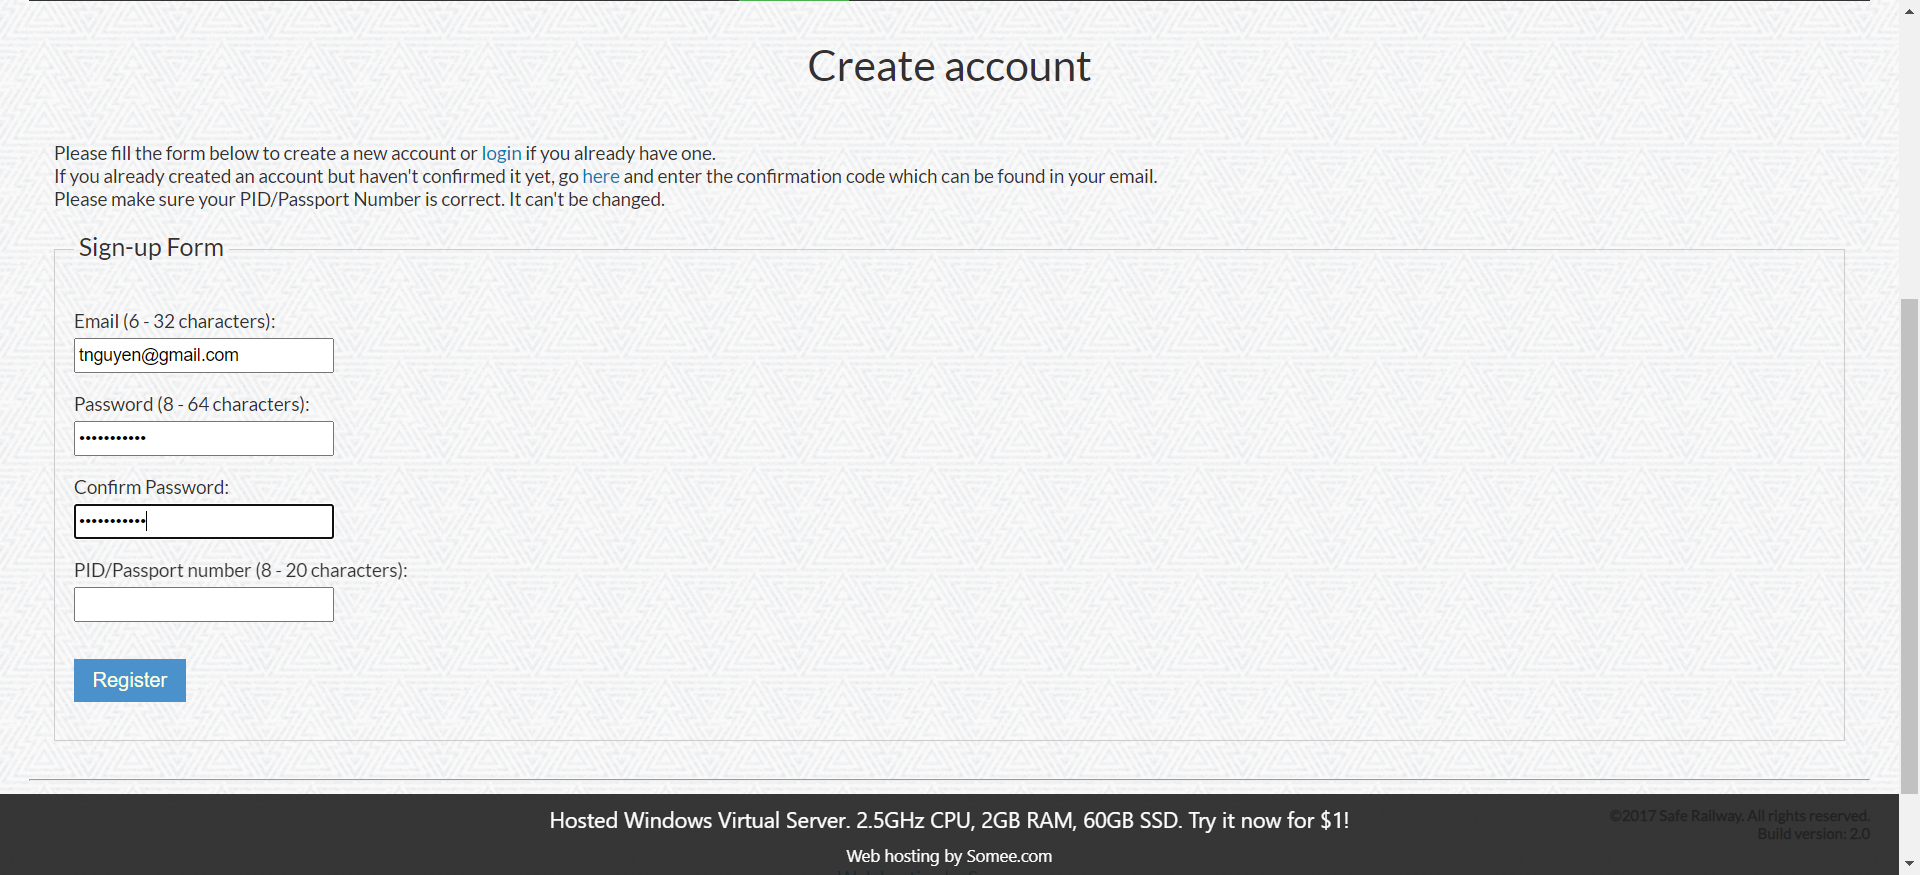 Create account
Please fill the form below to create a new account or login if you already have one.
If you already created an account but haven't confirmed it yet, go here and enter the confirmation code which can be found in your email.
Please make sure your PID/Passport Number is correct. It can't be changed.
Sign-up Form
Email (6 - 32 characters):
tnguyen@gmail.com
Password (8 - 64 characters):
•••••••••••
Confirm Password:
•••••••••••
PID/Passport number (8 - 20 characters):
Register
Hosted Windows Virtual Server. 2.5GHz CPU, 2GB RAM, 60GB SSD. Try it now for $1!
©2017 Safe Railway. All rights reserved.
Build version: 2.0
Web hosting by Somee.com